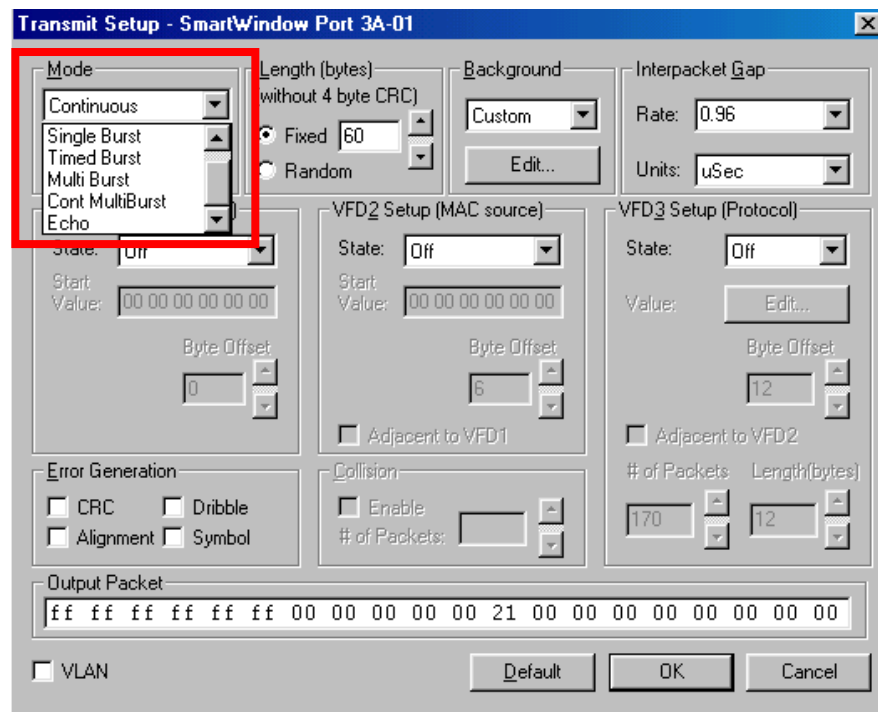 Transmit Setup - SmartWindow Port 3A-01
Mode
Continuous
Single Burst
Timed Burst
Multi Burst
Cont MultiBurst
Echo
Length (bytes)
without 4 byte CRC)
Fixed 60
Random
Background
Custom
Edit...
Interpacket Gap
Rate: 0.96
Units: uSec
)
State: Off
Start
Value: 00 00 00 00 00 00
Byte Offset
0
VFD2 Setup (MAC source)
State: Off
Start
Value: 00 00 00 00 00 00
Byte Offset
6
Adjacent to VFD1
VFD3 Setup (Protocol)
State: Off
Value: Edit...
Byte Offset
12
Adjacent to VFD2
# of Packets Length(bytes)
170 12
Error Generation
CRC Dribble
Alignment Symbol
Collision
Enable
# of Packets:
Output Packet
ff ff ff ff ff ff 00 00 00 00 00 21 00 00 00 00 00 00 00 00
VLAN
Default OK Cancel